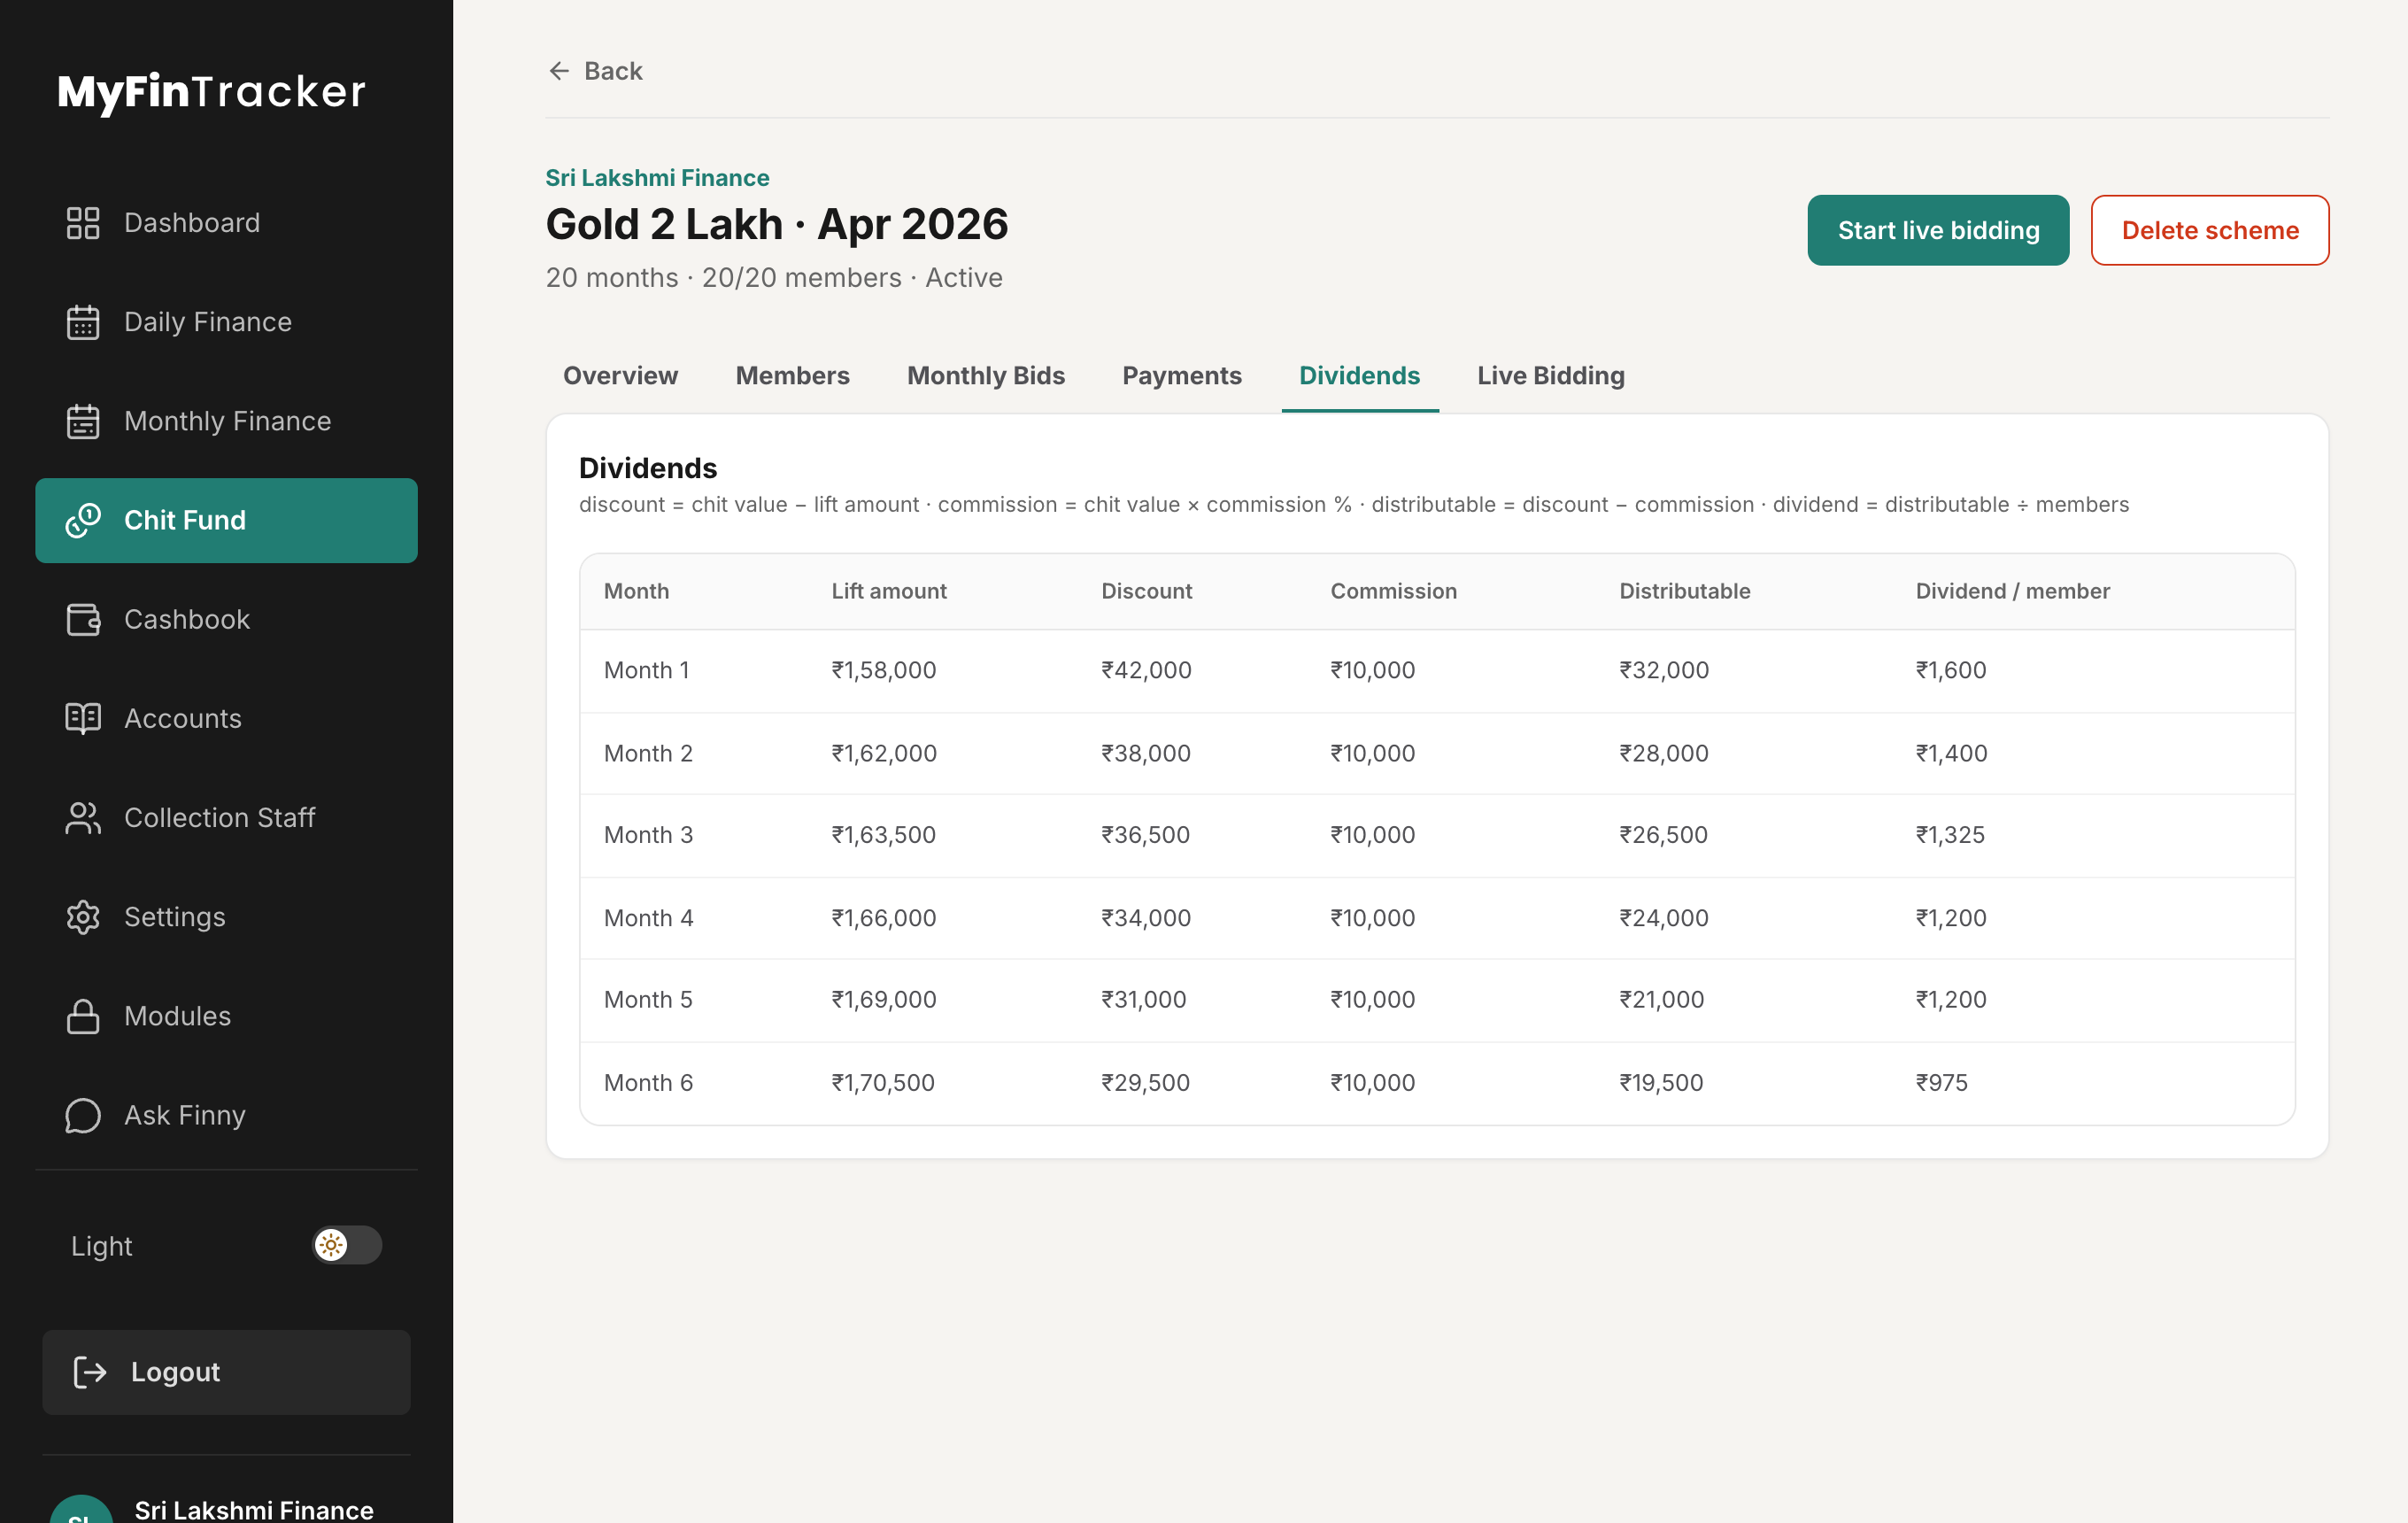 MyFinTracker
Dashboard
Daily Finance
Monthly Finance
Chit Fund
Cashbook
Accounts
Collection Staff
Settings
Modules
Ask Finny
Light
Logout
Sri Lakshmi Finance
Back
Sri Lakshmi Finance
Gold 2 Lakh · Apr 2026
20 months · 20/20 members · Active
Start live bidding
Delete scheme
Overview Members Monthly Bids Payments Dividends Live Bidding
Dividends
discount = chit value − lift amount · commission = chit value × commission % · distributable = discount − commission · dividend = distributable ÷ members
Month Lift amount Discount Commission Distributable Dividend / member
Month 1 ₹1,58,000 ₹42,000 ₹10,000 ₹32,000 ₹1,600
Month 2 ₹1,62,000 ₹38,000 ₹10,000 ₹28,000 ₹1,400
Month 3 ₹1,63,500 ₹36,500 ₹10,000 ₹26,500 ₹1,325
Month 4 ₹1,66,000 ₹34,000 ₹10,000 ₹24,000 ₹1,200
Month 5 ₹1,69,000 ₹31,000 ₹10,000 ₹21,000 ₹1,200
Month 6 ₹1,70,500 ₹29,500 ₹10,000 ₹19,500 ₹975